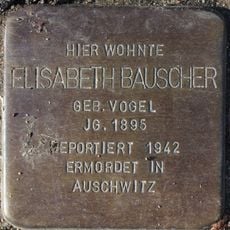 HIER WOHNTE
ELISABETH BAUSCHER
GEB. VOGEL
JG. 1895
DEPORTIERT 1942
ERMORDET IN
AUSCHWITZ